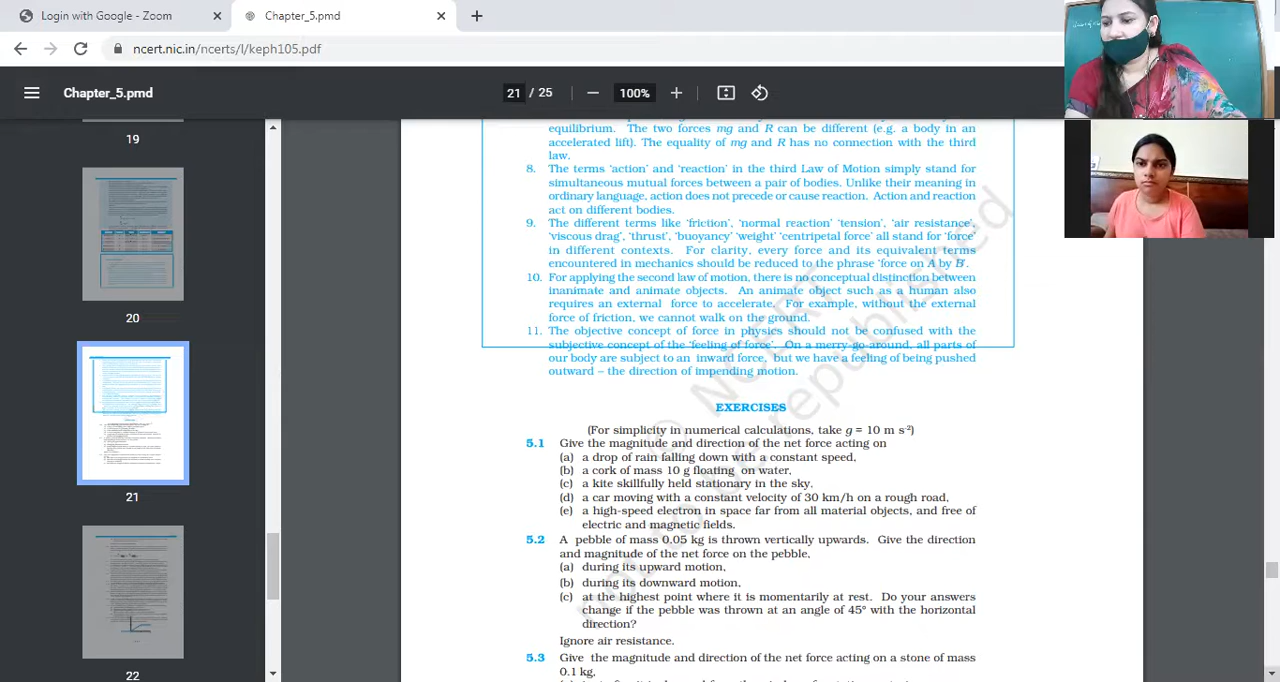 Login with Google - Zoom
Chapter_5.pmd
ncert.nic.in/ncerts/l/keph105.pdf
Chapter_5.pmd
21 / 25
100%
19
20
21
22
equilibrium. The two forces mg and R can be different (e.g. a body in an
accelerated lift). The equality of mg and R has no connection with the third
law.
8. The terms 'action' and 'reaction' in the third Law of Motion simply stand for
simultaneous mutual forces between a pair of bodies. Unlike their meaning in
ordinary language, action does not precede or cause reaction. Action and reaction
act on different bodies.
9. The different terms like 'friction', 'normal reaction' 'tension', 'air resistance',
'viscous drag', 'thrust', 'buoyancy' 'weight' 'centripetal force' all stand for 'force'
in different contexts. For clarity, every force and its equivalent terms
encountered in mechanics should be reduced to the phrase 'force on A by B'.
10. For applying the second law of motion, there is no conceptual distinction between
inanimate and animate objects. An animate object such as a human also
requires an external force to accelerate. For example, without the external
force of friction, we cannot walk on the ground.
11. The objective concept of force in physics should not be confused with the
subjective concept of the 'feeling of force'. On a merry-go-around, all parts of
our body are subject to an inward force, but we have a feeling of being pushed
outward – the direction of impending motion.
EXERCISES
(For simplicity in numerical calculations, take g = 10 m s⁻²)
5.1 Give the magnitude and direction of the net force acting on
(a) a drop of rain falling down with a constant speed,
(b) a cork of mass 10 g floating on water,
(c) a kite skillfully held stationary in the sky,
(d) a car moving with a constant velocity of 30 km/h on a rough road,
(e) a high-speed electron in space far from all material objects, and free of
electric and magnetic fields.
5.2 A pebble of mass 0.05 kg is thrown vertically upwards. Give the direction
and magnitude of the net force on the pebble,
(a) during its upward motion,
(b) during its downward motion,
(c) at the highest point where it is momentarily at rest. Do your answers
change if the pebble was thrown at an angle of 45° with the horizontal
direction?
Ignore air resistance.
5.3 Give the magnitude and direction of the net force acting on a stone of mass
0.1 kg,